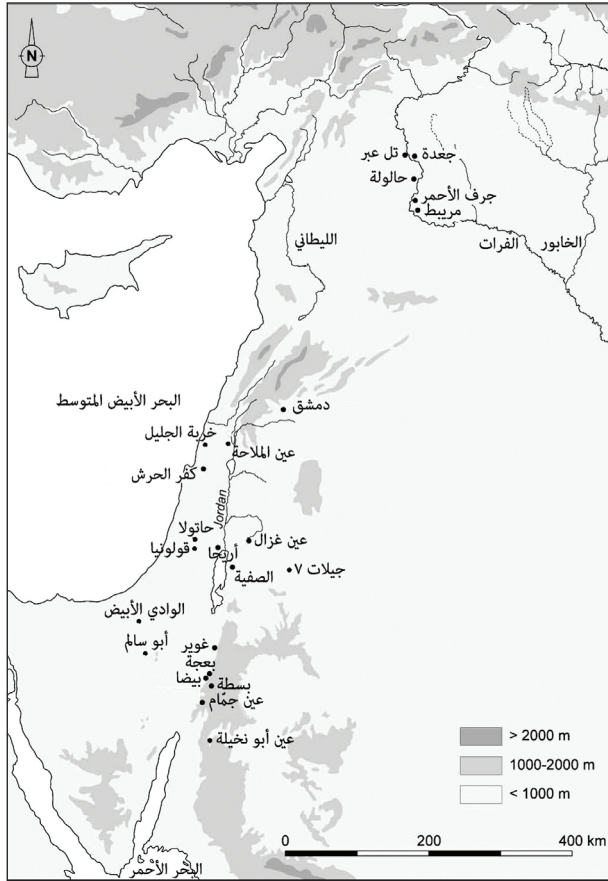 N
تل عبر
جعدة
حالولة
جرف الأحمر
مريبط
الليطاني
الفرات
الخابور
البحر الأبيض المتوسط
دمشق
خربة الجليل
عين الملاحة
كفر الحرش
Jordan
حاتولا
قولونيا
أريحا
عين غزال
الصفية
جيلات ٧
الوادي الأبيض
أبو سالم
غوير
بعجة
بيضا
بسطة
عين جمّام
عين أبو نخيلة
البحر الأحمر
> 2000 m
1000-2000 m
< 1000 m
0 200 400 km